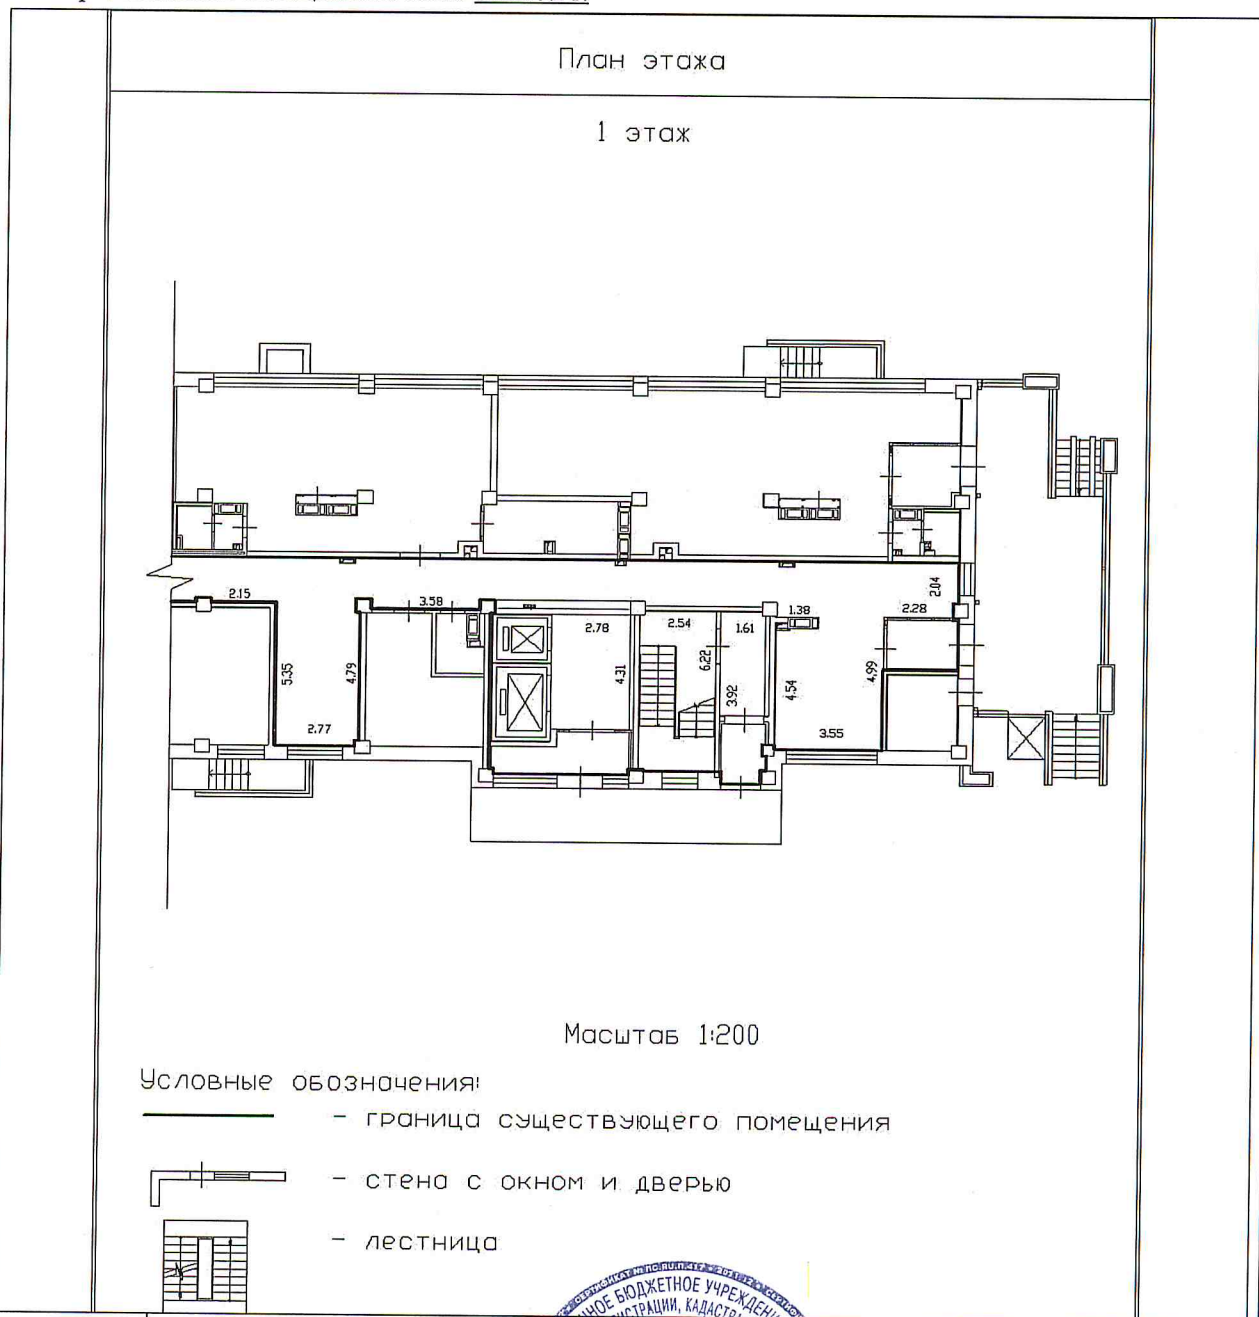 План этажа
1 этаж
2.04
2.15
3.58
1.38
2.28
2.78
2.54
1.61
5.35
4.79
4.31
6.22
3.92
4.54
4.99
2.77
3.55
Масштаб 1:200
Условные обозначения:
- граница существующего помещения
- стена с окном и дверью
- лестница
БЮДЖЕТНОЕ УЧРЕЖДЕНИ
КАДАСТРА